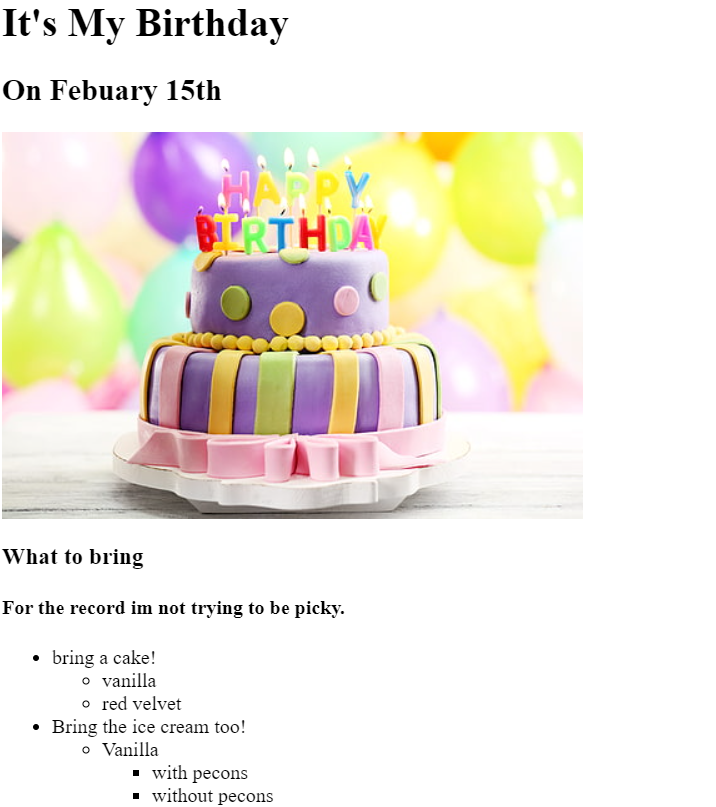 It's My Birthday
On Febuary 15th
HAPPY
BIRTHDAY
What to bring
For the record im not trying to be picky.
bring a cake!
vanilla
red velvet
Bring the ice cream too!
Vanilla
with pecons
without pecons